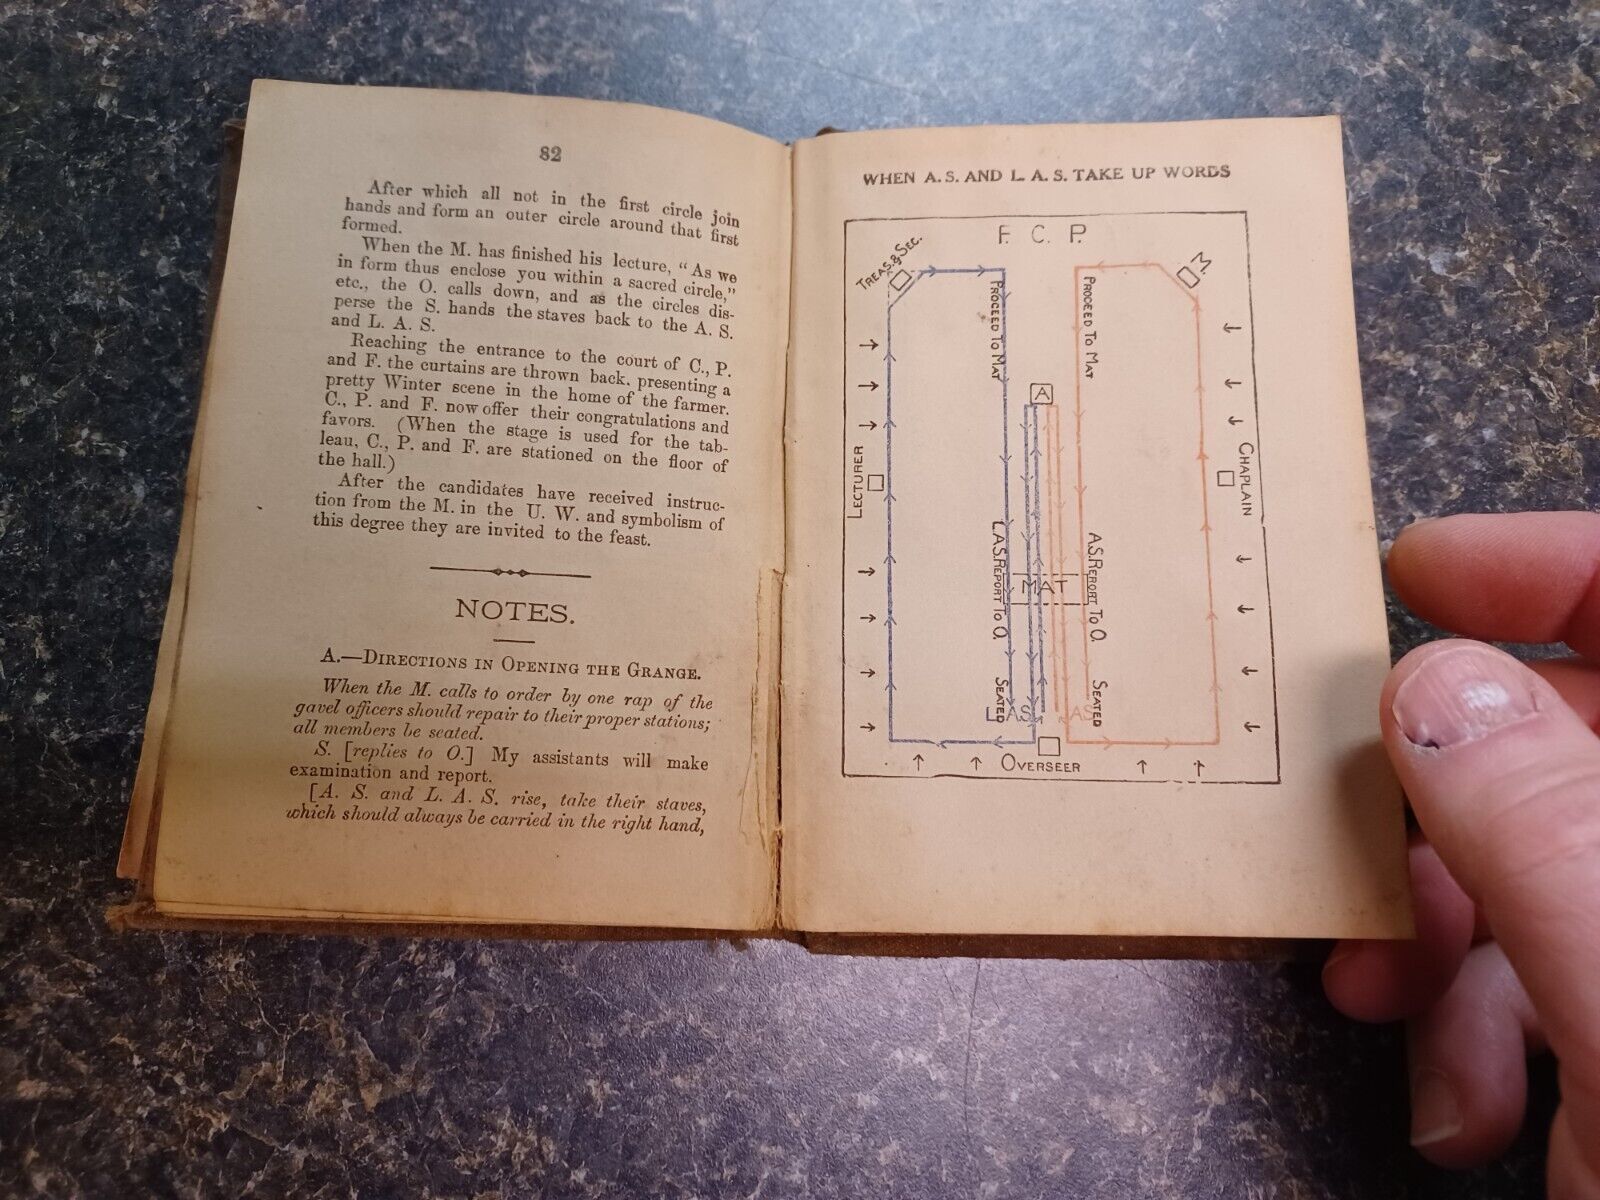 82
After which all not in the first circle join
hands and form an outer circle around that first
formed.
When the M. has finished his lecture, "As we
in form thus enclose you within a sacred circle,"
etc., the O. calls down, and as the circles dis-
perse the S. hands the staves back to the A. S.
and L. A. S.
Reaching the entrance to the court of C., P.
and F. the curtains are thrown back, presenting a
pretty Winter scene in the home of the farmer.
C., P. and F. now offer their congratulations and
favors. (When the stage is used for the tab-
leau, C., P. and F. are stationed on the floor of
the hall.)
After the candidates have received instruc-
tion from the M. in the U. W. and symbolism of
this degree they are invited to the feast.
NOTES.
A.—DIRECTIONS IN OPENING THE GRANGE.
When the M. calls to order by one rap of the
gavel officers should repair to their proper stations;
all members be seated.
S. [replies to O.] My assistants will make
examination and report.
[A. S. and L. A. S. rise, take their staves,
which should always be carried in the right hand,
WHEN A. S. AND L. A. S. TAKE UP WORDS
F. C. P.
TREAS. & SEC.
M.
PROCEED TO MAT
PROCEED TO MAT
A
LECTURER
CHAPLAIN
L.A.S. REPORT TO O.
MAT
A.S. REPORT TO O.
SEATED
SEATED
LAS
AS
OVERSEER